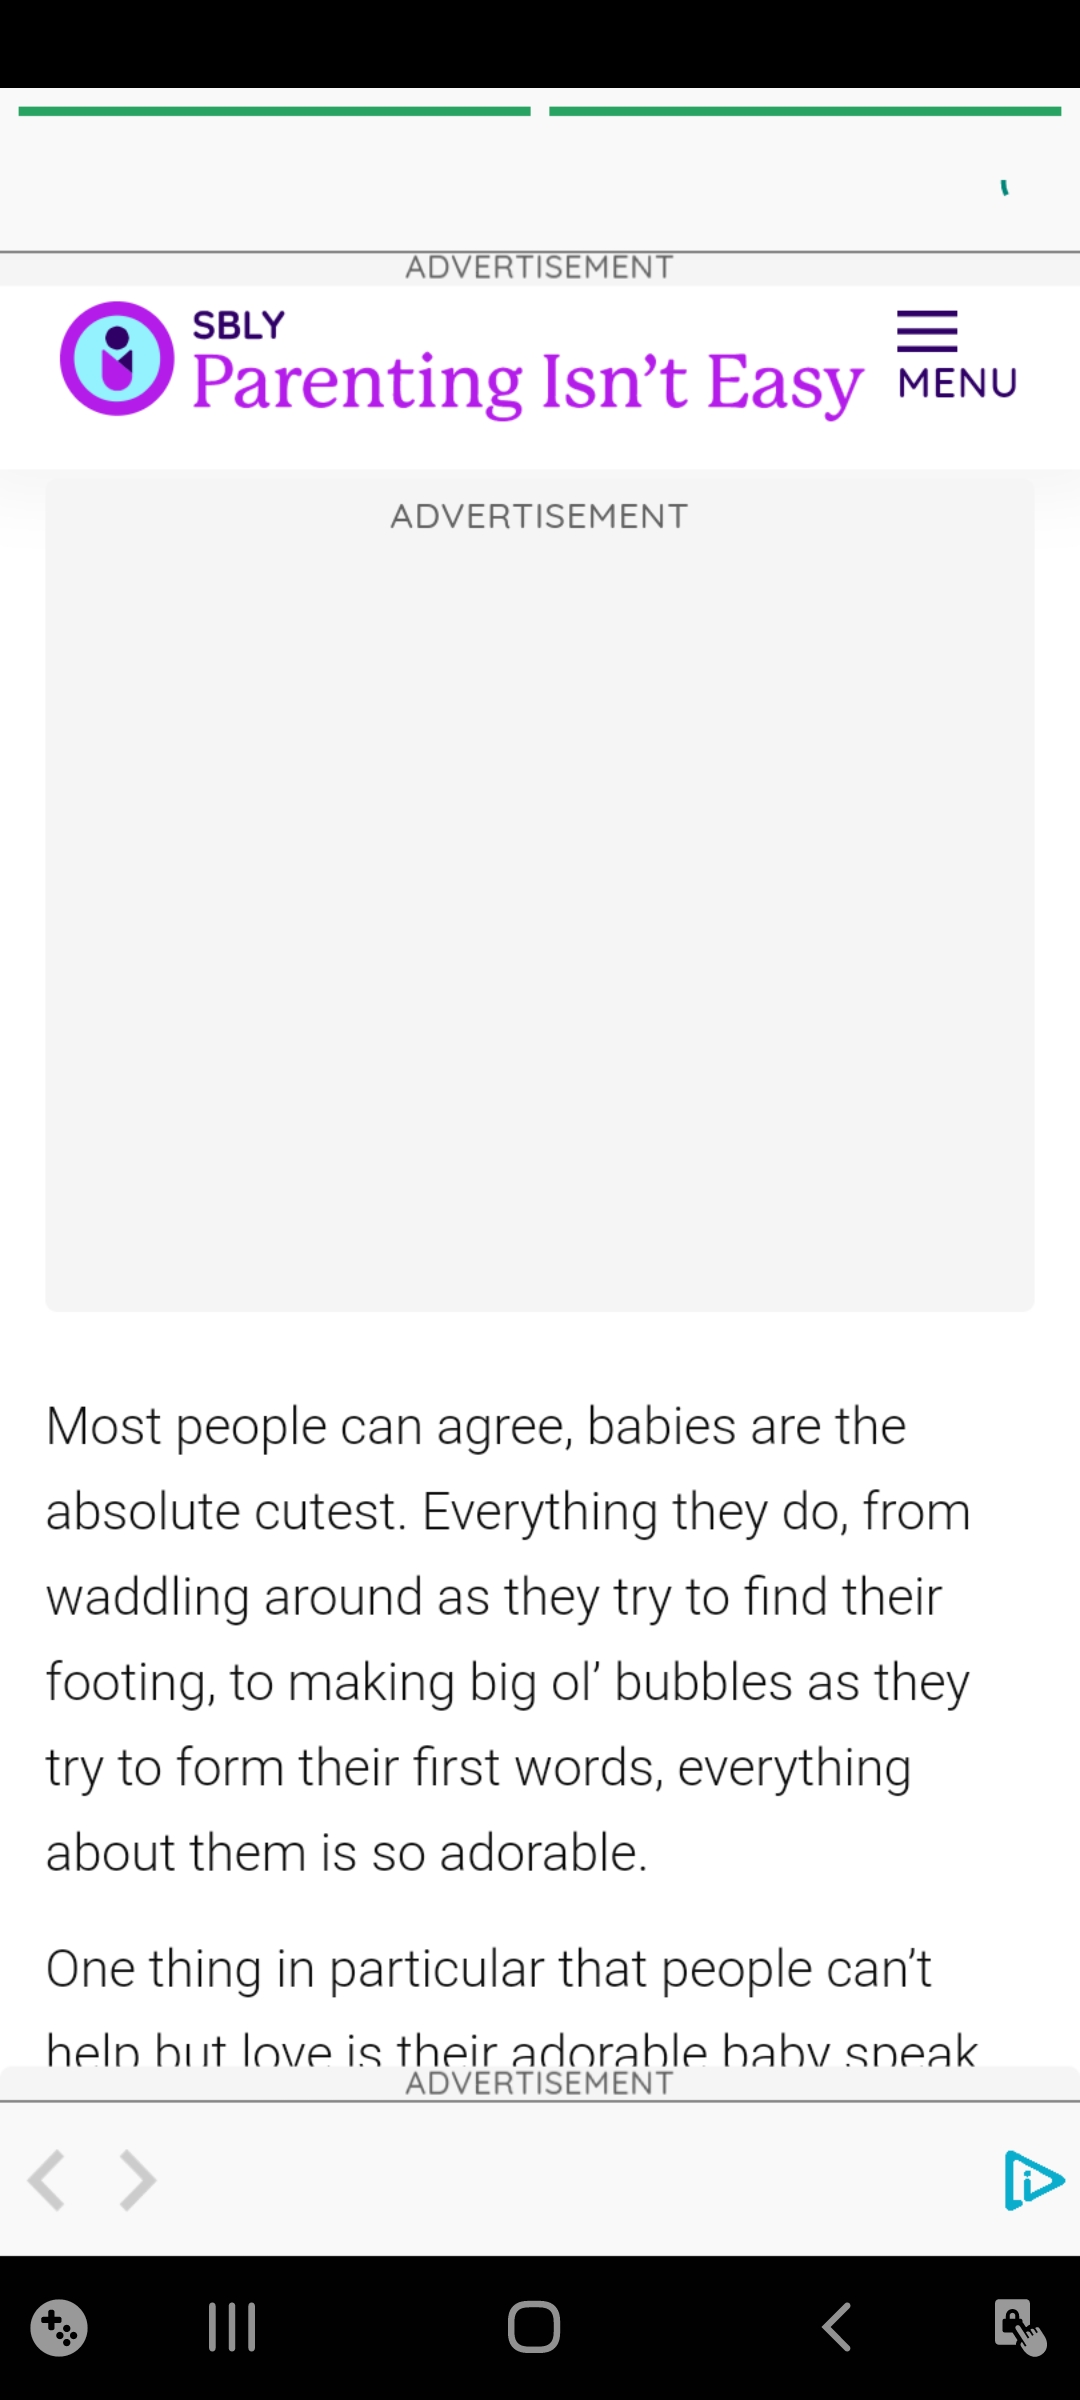 ADVERTISEMENT
SBLY
Parenting Isn’t Easy
MENU
ADVERTISEMENT
Most people can agree, babies are the
absolute cutest. Everything they do, from
waddling around as they try to find their
footing, to making big ol’ bubbles as they
try to form their first words, everything
about them is so adorable.
One thing in particular that people can’t
help but love is their adorable baby speak
ADVERTISEMENT